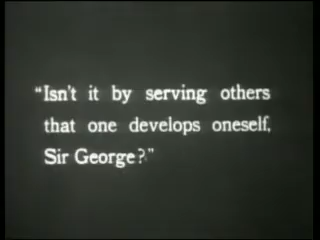 "Isn't it by serving others
that one develops oneself,
Sir George?"